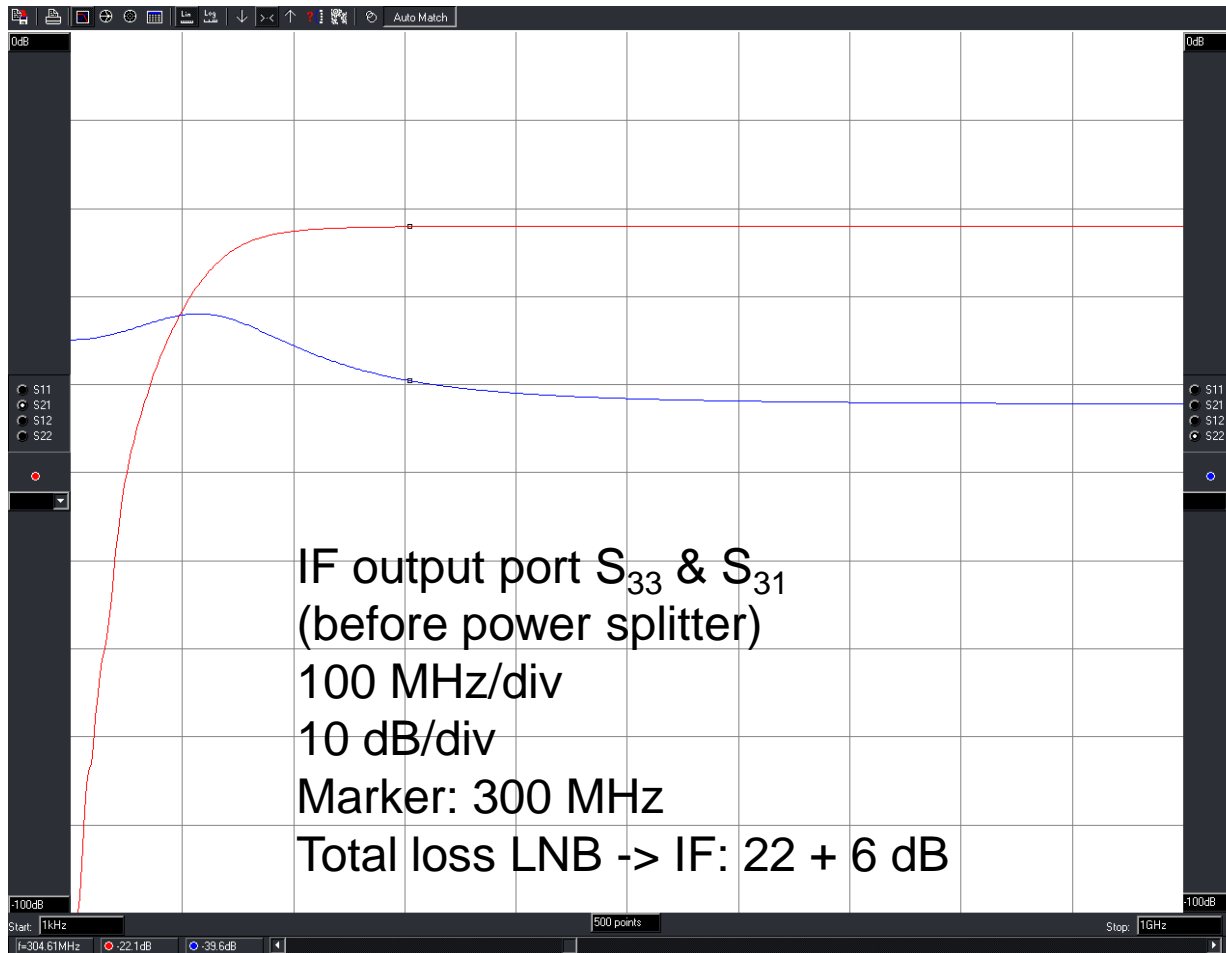 Lin
Log
?
Auto Match
0dB
0dB
S11
S21
S12
S22
S11
S21
S12
S22
IF output port S33 & S31
(before power splitter)
100 MHz/div
10 dB/div
Marker: 300 MHz
Total loss LNB -> IF: 22 + 6 dB
-100dB
-100dB
Start: 1kHz
500 points
Stop: 1GHz
f=304.61MHz
-22.1dB
-39.6dB